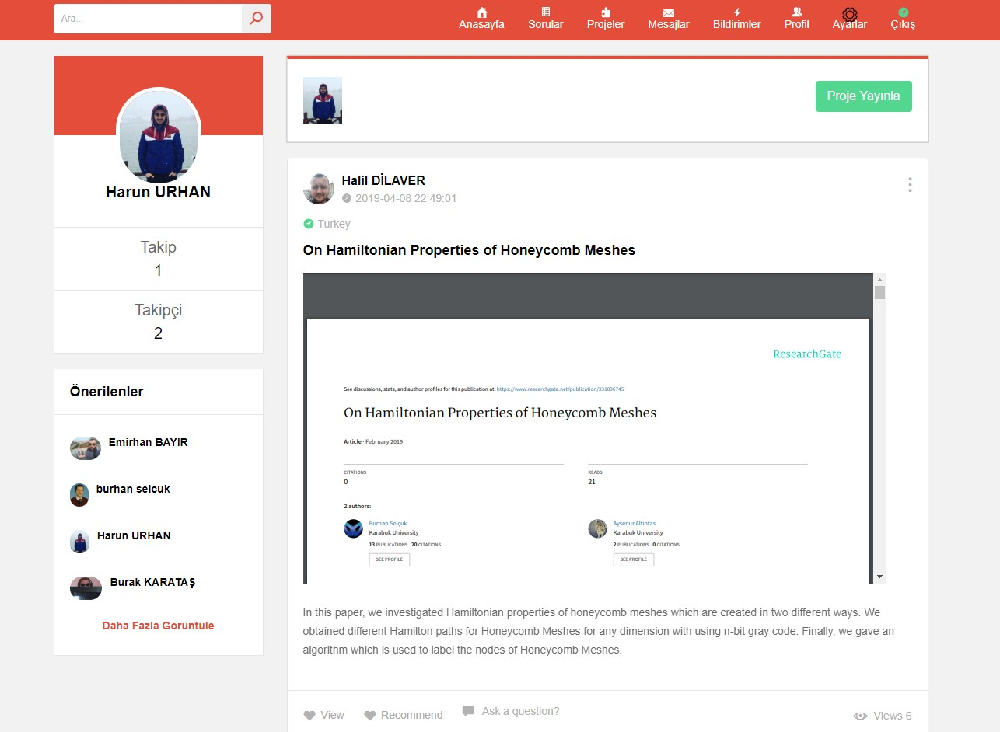 Ara...
Anasayfa
Sorular
Projeler
Mesajlar
Bildirimler
Profil
Ayarlar
Çıkış
Harun URHAN
Takip
1
Takipçi
2
Önerilenler
Emirhan BAYIR
burhan selcuk
Harun URHAN
Burak KARATAŞ
Daha Fazla Görüntüle
Proje Yayınla
Halil DİLAVER
2019-04-08 22:49:01
Turkey
On Hamiltonian Properties of Honeycomb Meshes
ResearchGate
See discussions, stats, and author profiles for this publication at: https://www.researchgate.net/publication/331096745
On Hamiltonian Properties of Honeycomb Meshes
Article · February 2019
CITATIONS
0
READS
21
2 authors:
Burhan Selçuk
Karabuk University
13 PUBLICATIONS 20 CITATIONS
SEE PROFILE
Aysenur Altintas
Karabuk University
2 PUBLICATIONS 0 CITATIONS
SEE PROFILE
In this paper, we investigated Hamiltonian properties of honeycomb meshes which are created in two different ways. We
obtained different Hamilton paths for Honeycomb Meshes for any dimension with using n-bit gray code. Finally, we gave an
algorithm which is used to label the nodes of Honeycomb Meshes.
View
Recommend
Ask a question?
Views 6